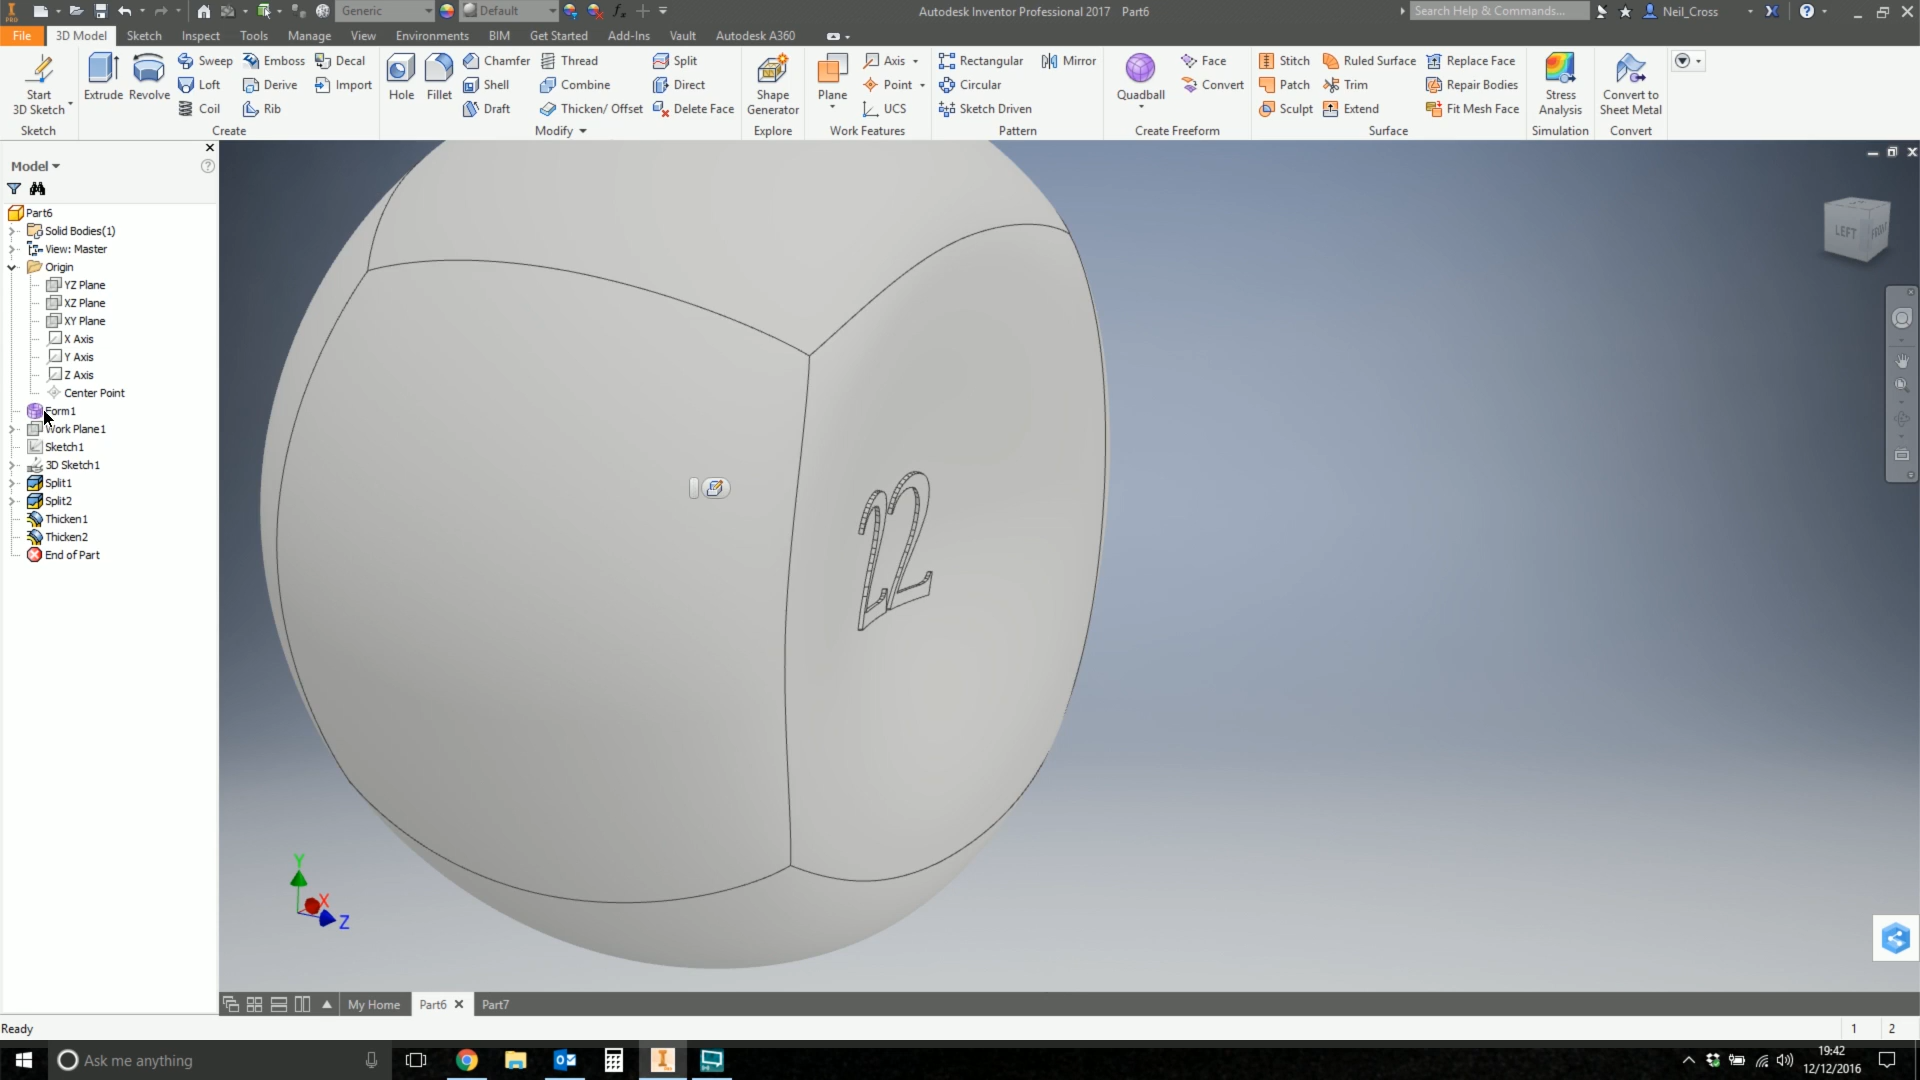 Generic Default Autodesk Inventor Professional 2017 Part6 Search Help & Commands... Neil_Cross
File 3D Model Sketch Inspect Tools Manage View Environments BIM Get Started Add-Ins Vault Autodesk A360
Start 3D Sketch
Sketch
Extrude Revolve Sweep Loft Coil Emboss Derive Rib Decal Import
Create
Hole Fillet Chamfer Shell Draft Thread Combine Thicken/ Offset Split Direct Delete Face
Modify
Shape Generator
Explore
Plane Axis Point UCS
Work Features
Rectangular Circular Sketch Driven Mirror
Pattern
Quadball Face Convert
Create Freeform
Stitch Patch Sculpt Ruled Surface Trim Extend Replace Face Repair Bodies Fit Mesh Face
Surface
Stress Analysis
Simulation
Convert to Sheet Metal
Convert
Model
Part6
Solid Bodies(1)
View: Master
Origin
YZ Plane
XZ Plane
XY Plane
X Axis
Y Axis
Z Axis
Center Point
Form1
Work Plane1
Sketch1
3D Sketch1
Split1
Split2
Thicken1
Thicken2
End of Part
22
LEFT FRONT
Y
X
Z
My Home Part6 Part7
Ready 1 2
Ask me anything
19:42
12/12/2016